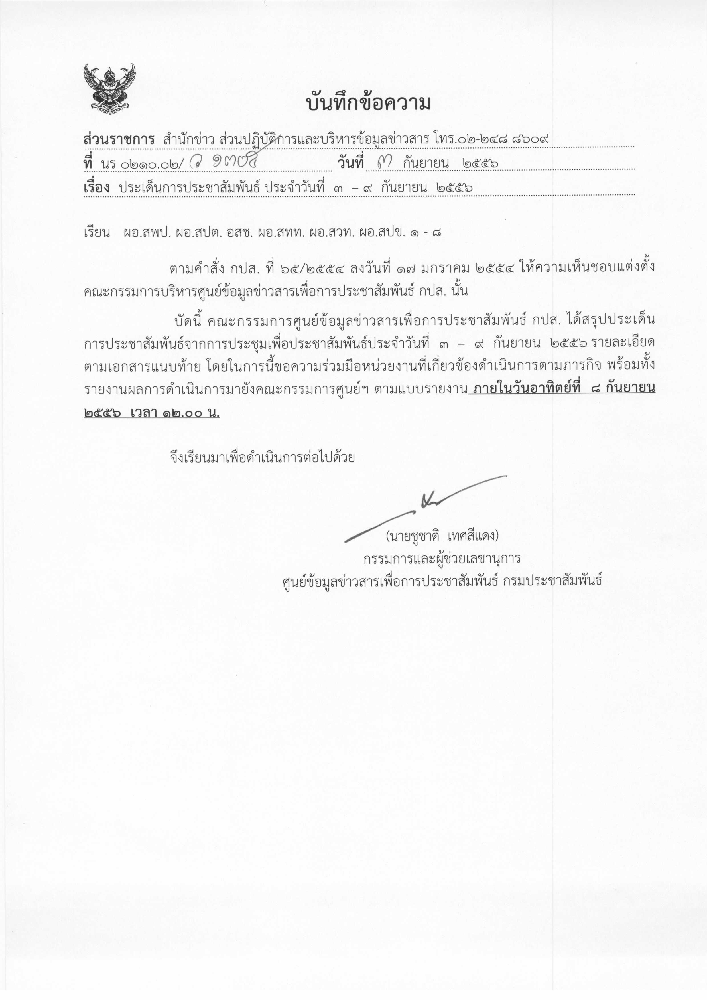 บันทึกข้อความ
ส่วนราชการ สำนักข่าว ส่วนปฏิบัติการและบริหารข้อมูลข่าวสาร โทร.๐๒-๒๔๘ ๘๖๐๙
ที่ นร ๐๒๑๐.๐๒/ ว วันที่ ๓ กันยายน ๒๕๕๖
เรื่อง ประเด็นการประชาสัมพันธ์ ประจำวันที่ ๓ – ๙ กันยายน ๒๕๕๖
เรียน ผอ.สพป. ผอ.สปต. อสช. ผอ.สทท. ผอ.สวท. ผอ.สปข. ๑ - ๘
ตามคำสั่ง กปส. ที่ ๖๕/๒๕๕๔ ลงวันที่ ๑๗ มกราคม ๒๕๕๔ ให้ความเห็นชอบแต่งตั้ง
คณะกรรมการบริหารศูนย์ข้อมูลข่าวสารเพื่อการประชาสัมพันธ์ กปส. นั้น
บัดนี้ คณะกรรมการศูนย์ข้อมูลข่าวสารเพื่อการประชาสัมพันธ์ กปส. ได้สรุปประเด็น
การประชาสัมพันธ์จากการประชุมเพื่อประชาสัมพันธ์ประจำวันที่ ๓ – ๙ กันยายน ๒๕๕๖ รายละเอียด
ตามเอกสารแนบท้าย โดยในการนี้ขอความร่วมมือหน่วยงานที่เกี่ยวข้องดำเนินการตามภารกิจ พร้อมทั้ง
รายงานผลการดำเนินการมายังคณะกรรมการศูนย์ฯ ตามแบบรายงาน ภายในวันอาทิตย์ที่ ๘ กันยายน
๒๕๕๖ เวลา ๑๒.๐๐ น.
จึงเรียนมาเพื่อดำเนินการต่อไปด้วย
(นายชูชาติ เทศสีแดง)
กรรมการและผู้ช่วยเลขานุการ
ศูนย์ข้อมูลข่าวสารเพื่อการประชาสัมพันธ์ กรมประชาสัมพันธ์